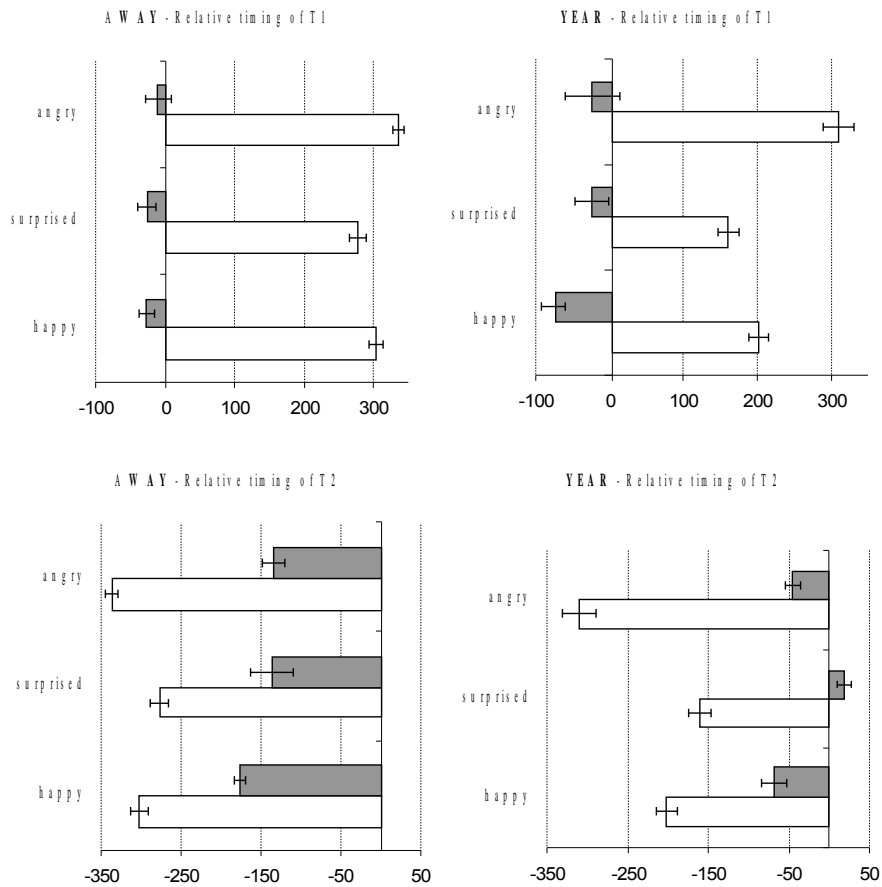 AWAY - Relative timing of T1
angry
surprised
happy
-100 0 100 200 300
YEAR - Relative timing of T1
angry
surprised
happy
-100 0 100 200 300
AWAY - Relative timing of T2
angry
surprised
happy
-350 -250 -150 -50 50
YEAR - Relative timing of T2
angry
surprised
happy
-350 -250 -150 -50 50